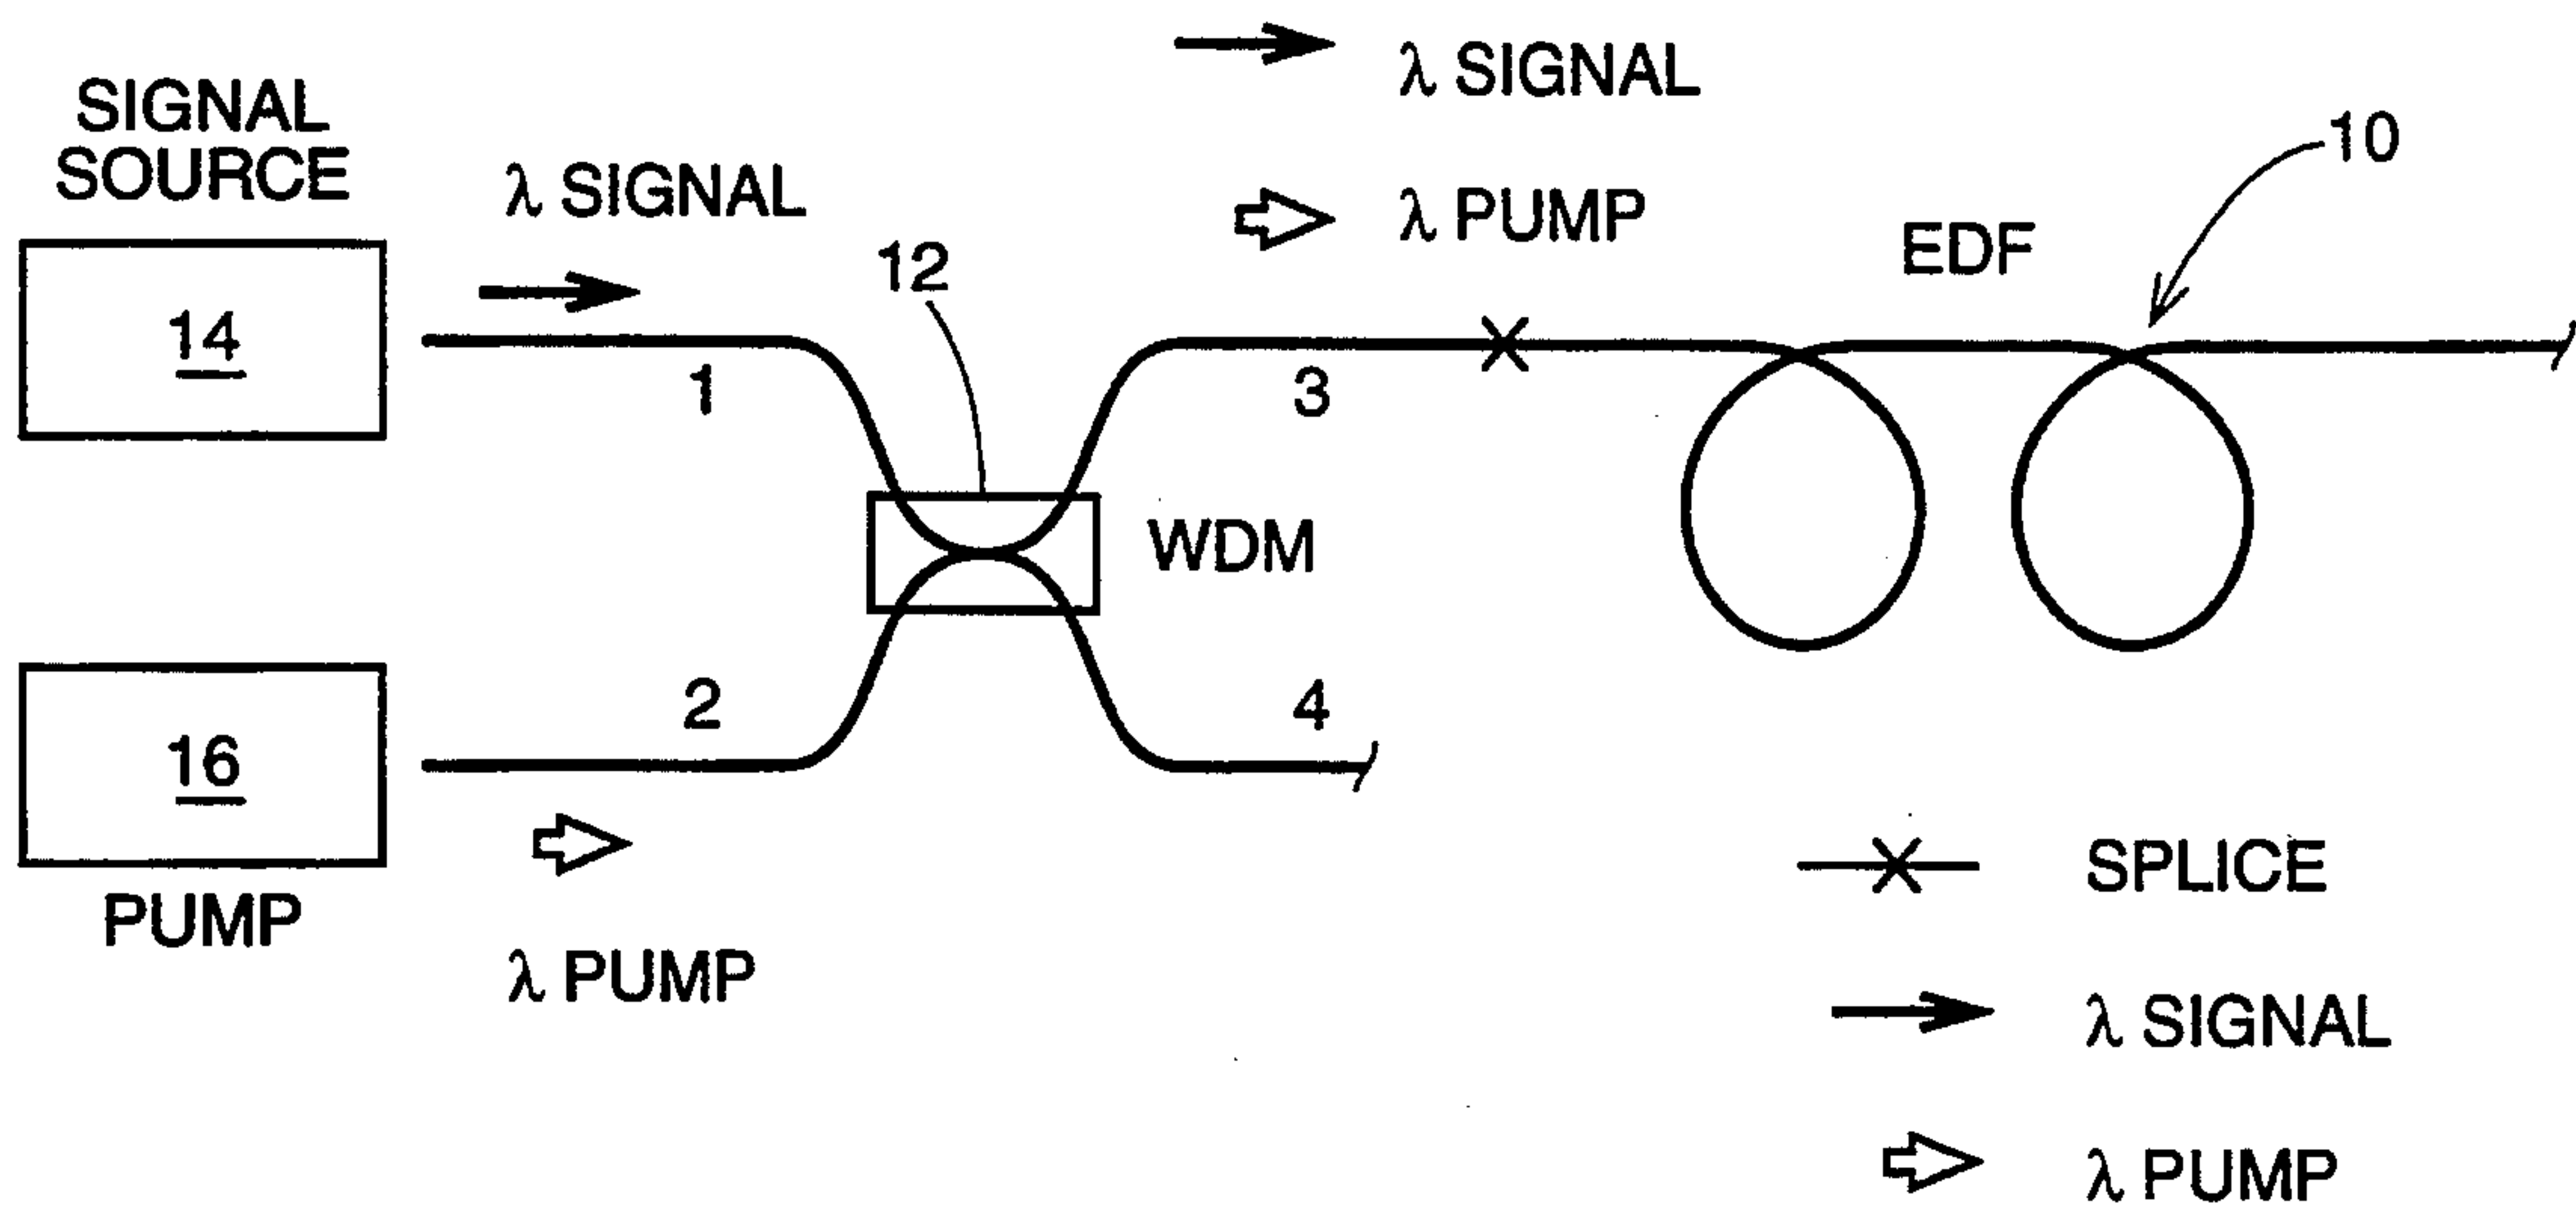 λ SIGNAL
SIGNAL
SOURCE
λ SIGNAL
10
λ PUMP
EDF
12
14
1
3
WDM
2
4
16
SPLICE
PUMP
λ PUMP
λ SIGNAL
λ PUMP